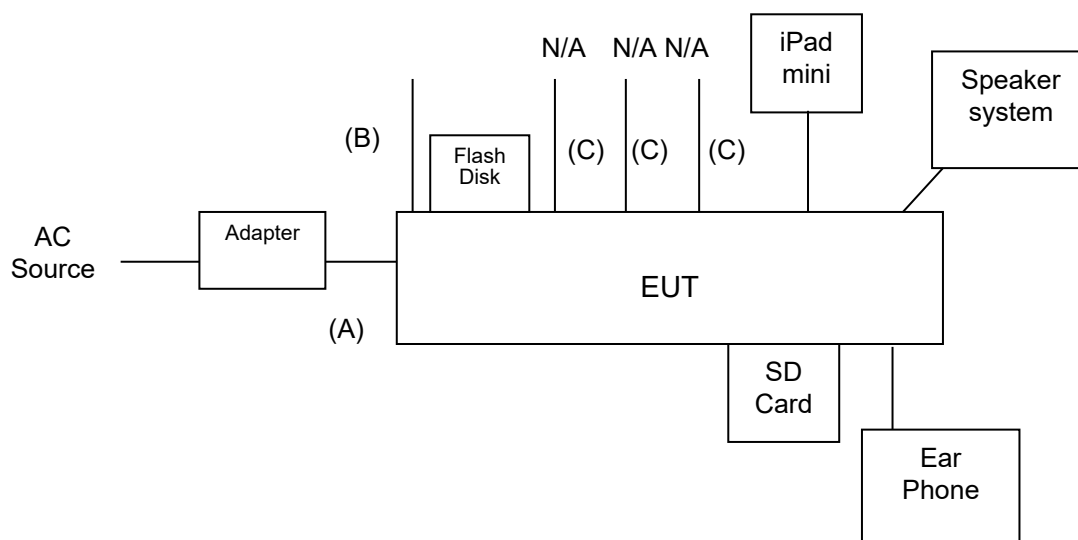 N/A N/A N/A
iPad
mini
Speaker
system
(B)
Flash
Disk
(C) (C) (C)
AC
Source
Adapter
EUT
(A)
SD
Card
Ear
Phone